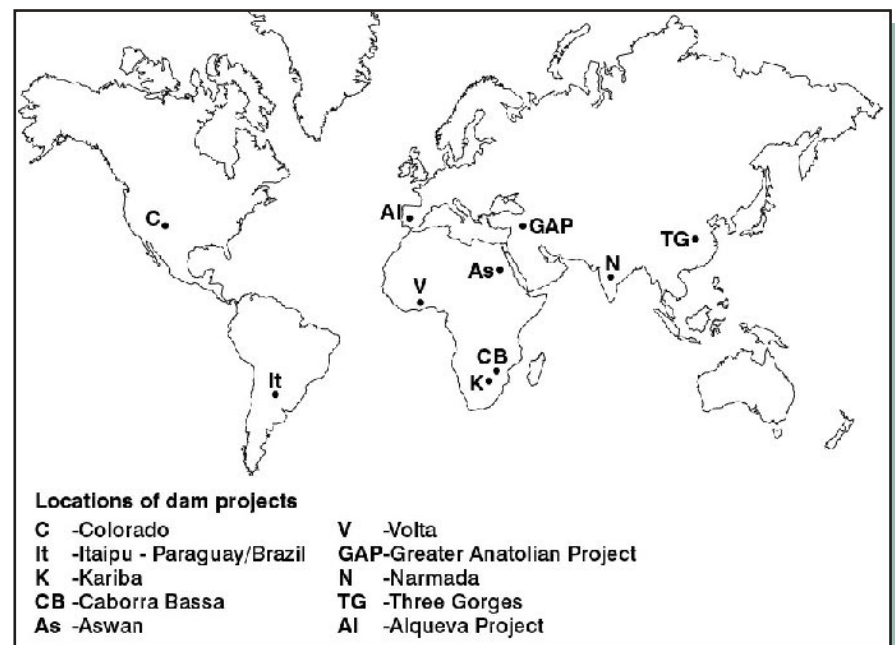 C
Al
GAP
TG
As
N
V
CB
K
It
Locations of dam projects
C -Colorado
It -Itaipu - Paraguay/Brazil
K -Kariba
CB -Caborra Bassa
As -Aswan
V -Volta
GAP-Greater Anatolian Project
N -Narmada
TG -Three Gorges
Al -Alqueva Project